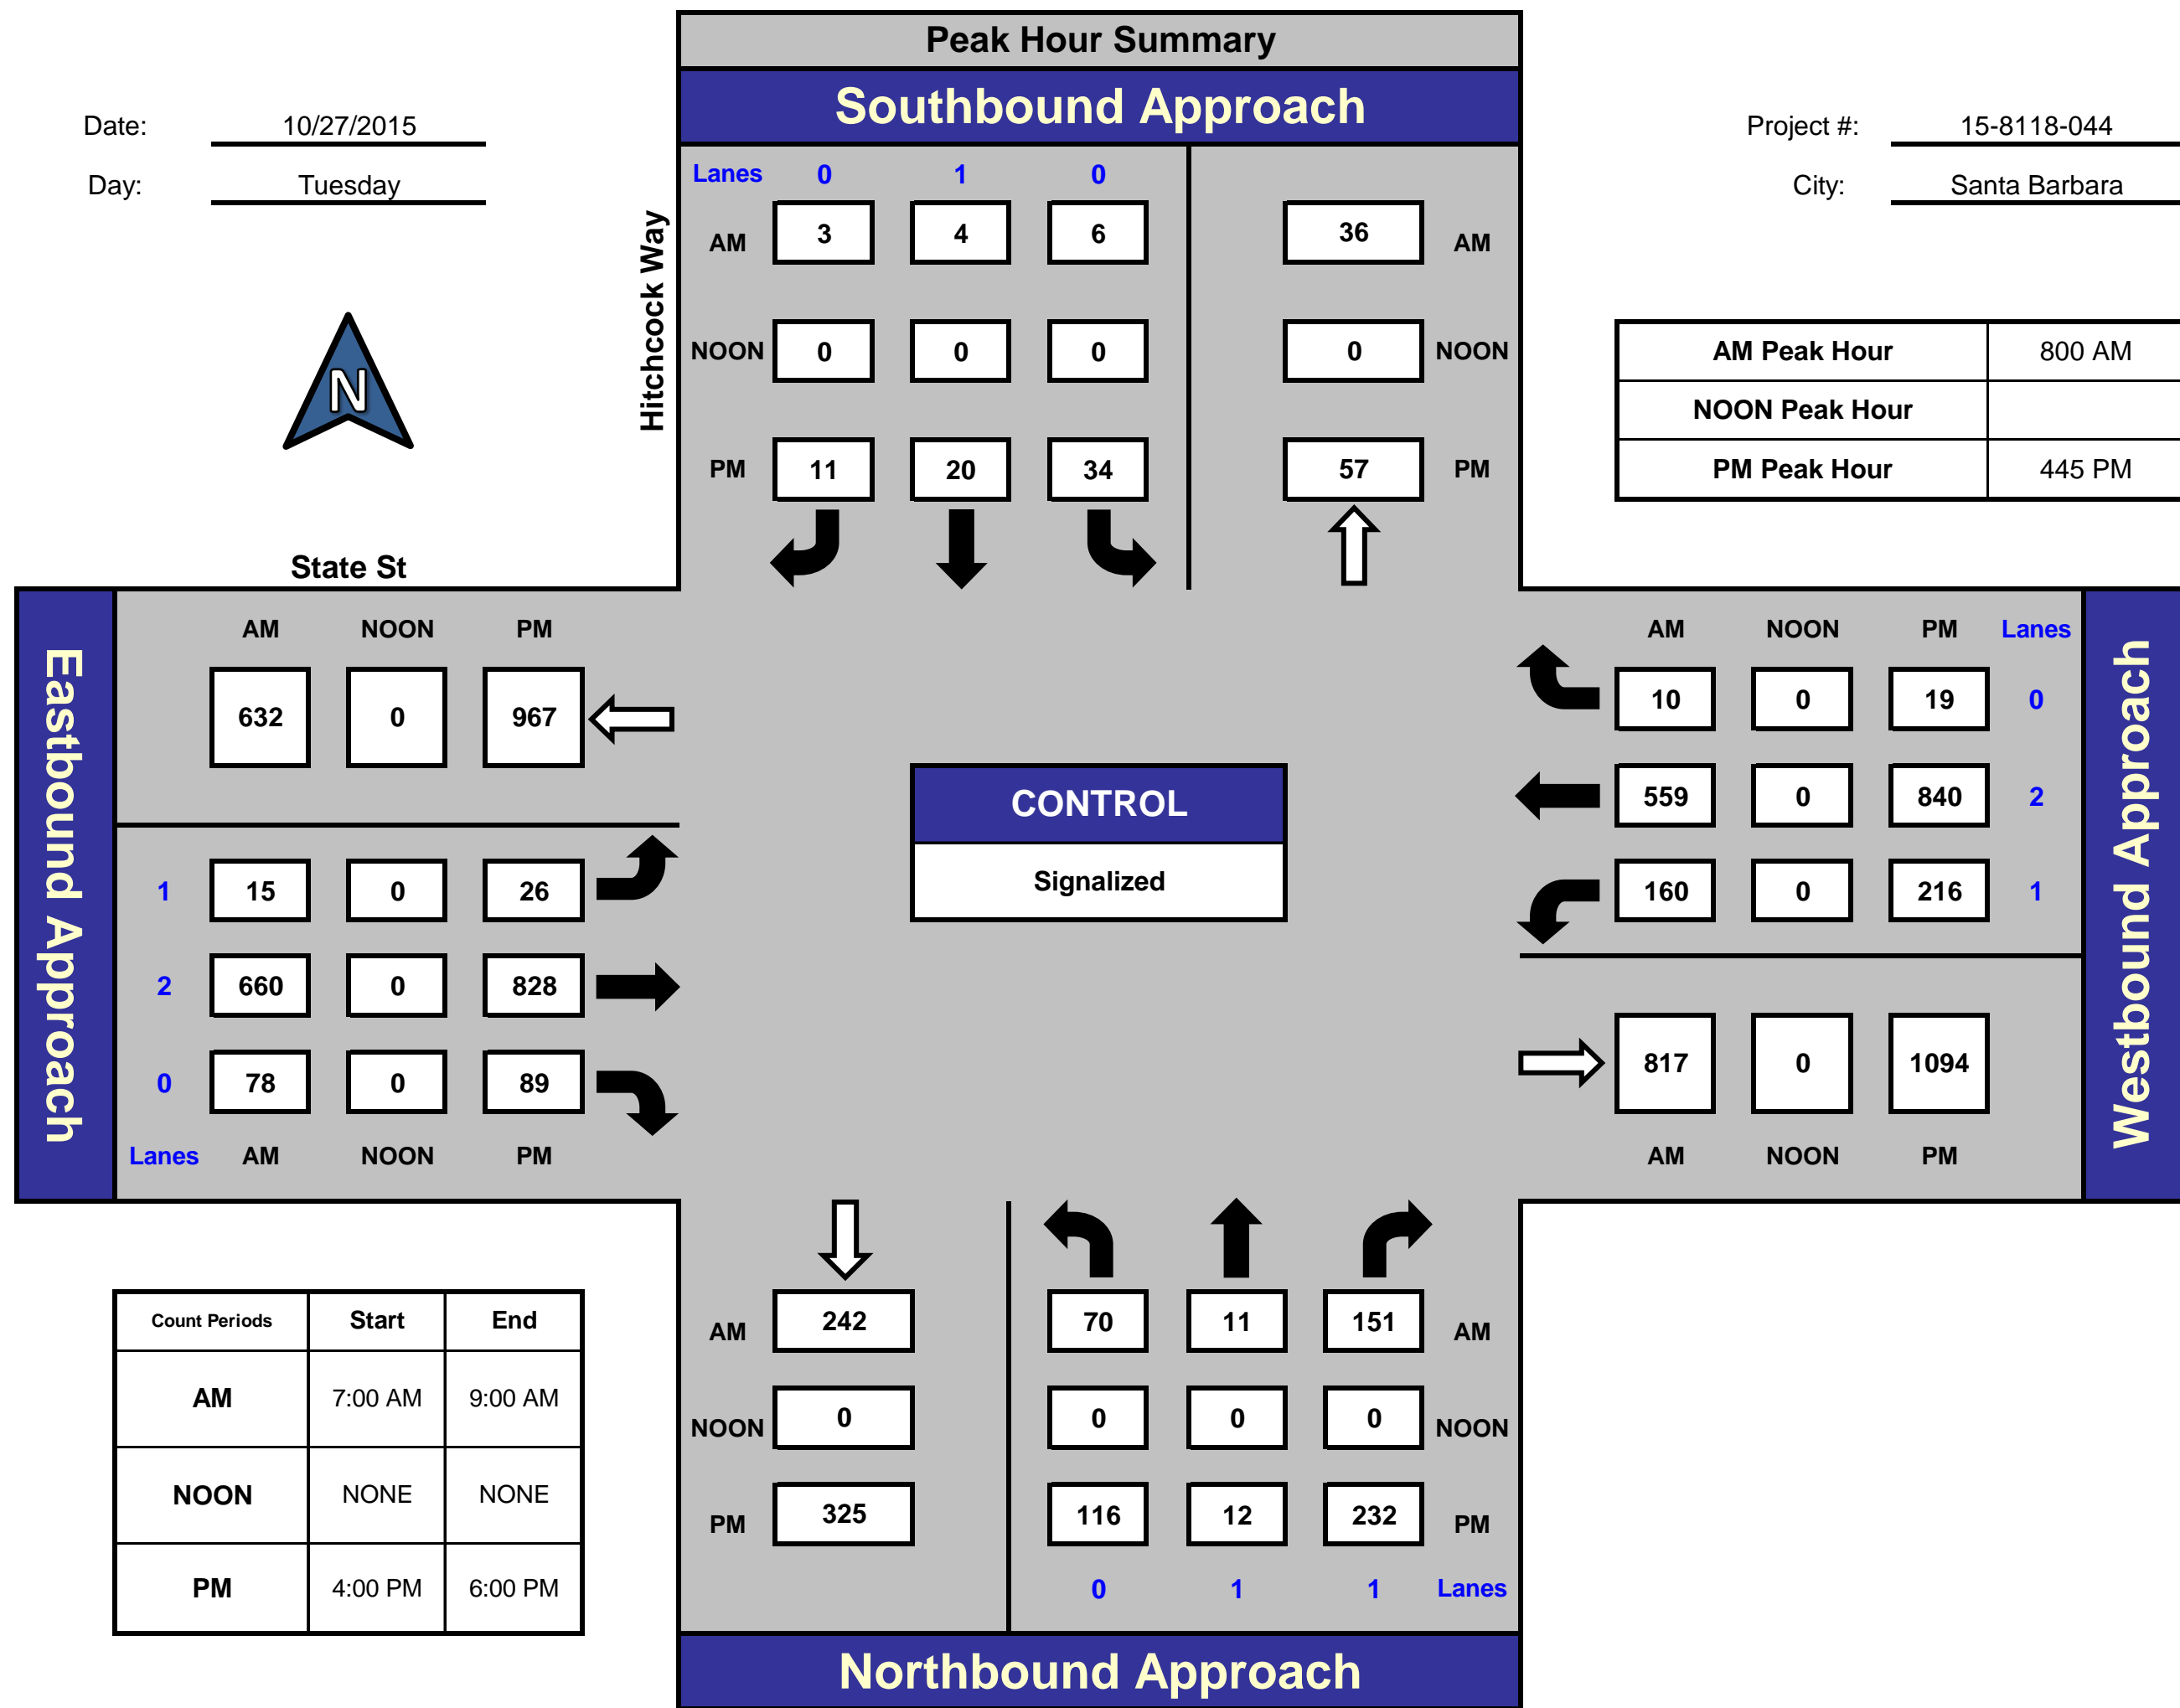 Peak Hour Summary
Southbound Approach
Date: 10/27/2015
Day: Tuesday
Project #: 15-8118-044
City: Santa Barbara
N
Hitchcock Way
Lanes 0 1 0
AM 3 4 6 36 AM
NOON 0 0 0 0 NOON
PM 11 20 34 57 PM
AM Peak Hour 800 AM
NOON Peak Hour
PM Peak Hour 445 PM
State St
Eastbound Approach
AM NOON PM
632 0 967
1 15 0 26
2 660 0 828
0 78 0 89
Lanes AM NOON PM
CONTROL
Signalized
AM NOON PM Lanes
10 0 19 0
559 0 840 2
160 0 216 1
817 0 1094
AM NOON PM
Westbound Approach
Count Periods Start End
AM 7:00 AM 9:00 AM
NOON NONE NONE
PM 4:00 PM 6:00 PM
AM 242 70 11 151 AM
NOON 0 0 0 0 NOON
PM 325 116 12 232 PM
0 1 1 Lanes
Northbound Approach